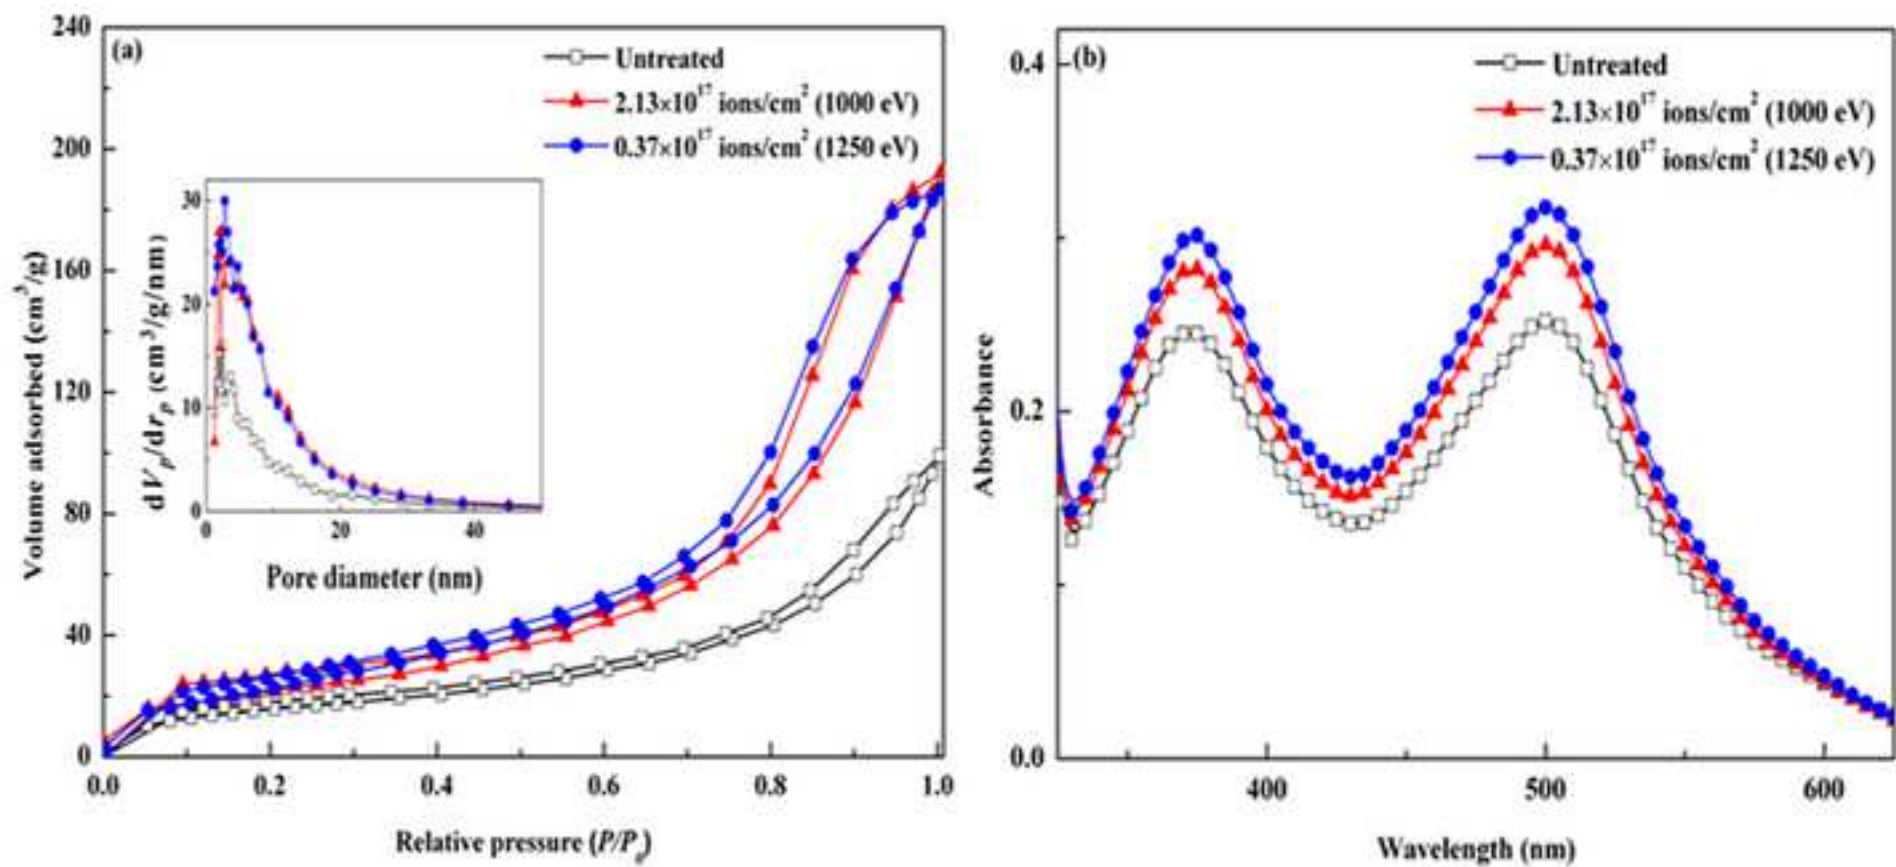 (a)
Untreated
2.13×10¹⁷ ions/cm² (1000 eV)
0.37×10¹⁷ ions/cm² (1250 eV)
240
200
160
120
80
40
0
Volume adsorbed (cm³/g)
0.0 0.2 0.4 0.6 0.8 1.0
Relative pressure (P/P₀)
30
20
10
0
dVₚ/drₚ (cm³/g/nm)
0 20 40
Pore diameter (nm)
(b)
Untreated
2.13×10¹⁷ ions/cm² (1000 eV)
0.37×10¹⁷ ions/cm² (1250 eV)
0.4
0.2
0.0
Absorbance
400 500 600
Wavelength (nm)